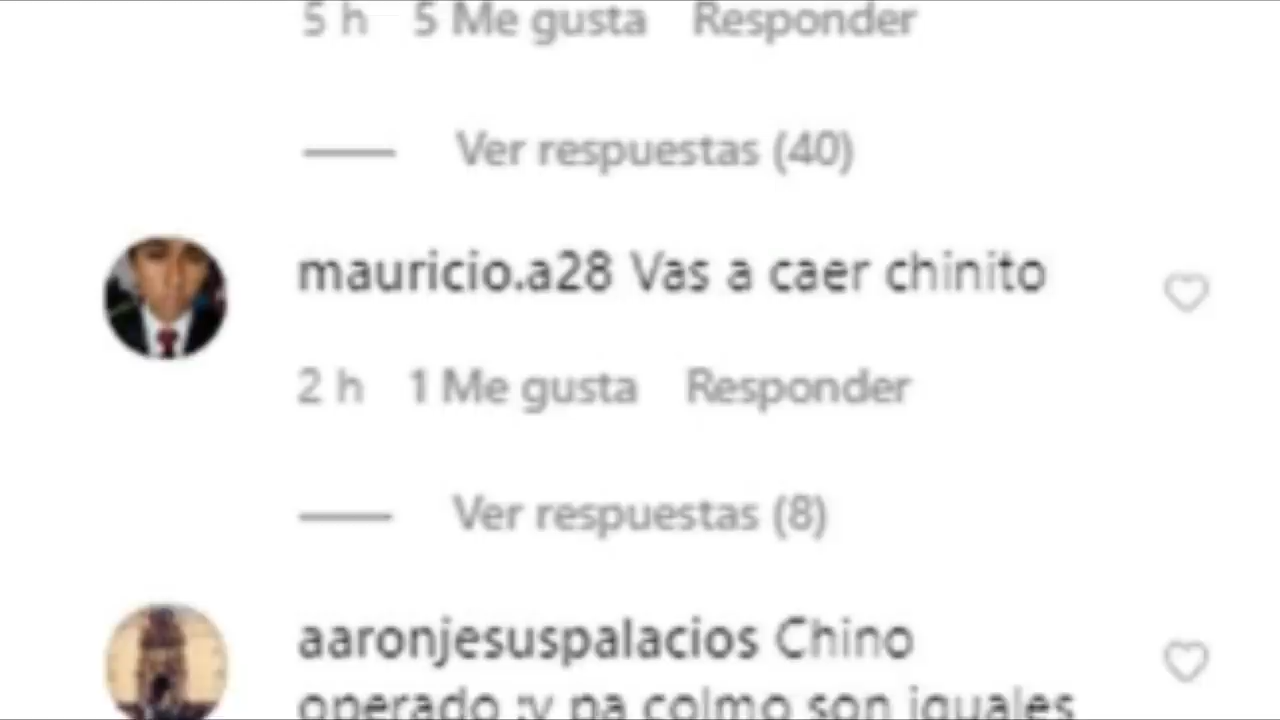 5 h 5 Me gusta Responder
Ver respuestas (40)
mauricio.a28 Vas a caer chinito
2 h 1 Me gusta Responder
Ver respuestas (8)
aaronjesuspalacios Chino
operado :v pa colmo son iguales